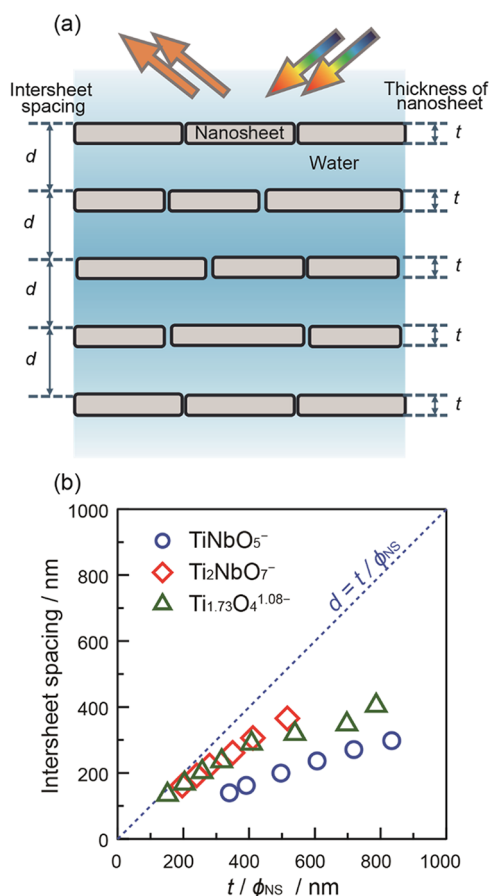 (a)
Intersheet
spacing
Thickness of
nanosheet
Nanosheet
t
Water
d
t
d
t
d
t
d
t
(b)
1000
800
600
400
200
0
Intersheet spacing / nm
TiNbO₅⁻
Ti₂NbO₇⁻
Ti₁.₇₃O₄¹·⁰⁸⁻
d = t / ϕNS
0 200 400 600 800 1000
t / ϕNS / nm